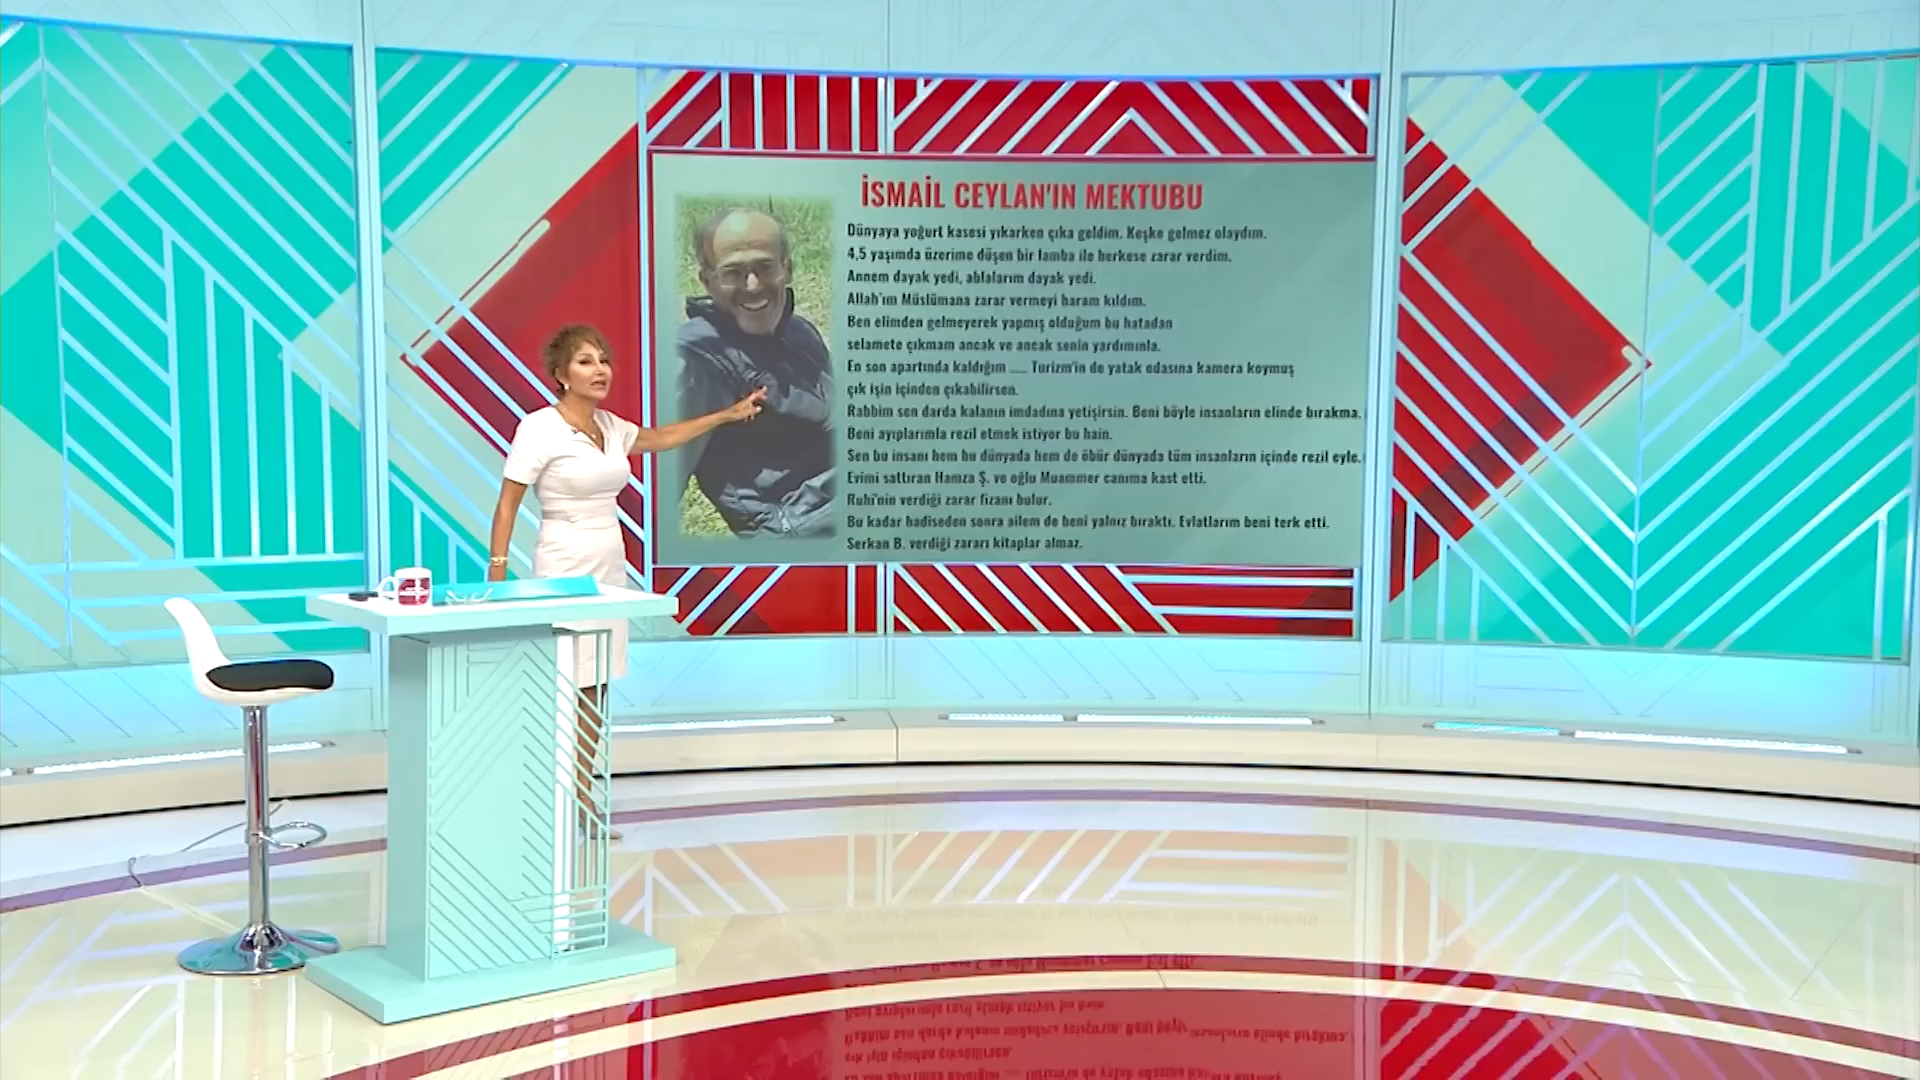 İSMAİL CEYLAN'IN MEKTUBU
Dünyaya yoğurt kasesi yıkarken çıka geldim. Keşke gelmez olaydım.
4,5 yaşımda üzerime düşen bir lamba ile herkese zarar verdim.
Annem dayak yedi, ablalarım dayak yedi.
Allah'ım Müslümana zarar vermeyi haram kıldım.
Ben elimden gelmeyerek yapmış olduğum bu hatadan
selamete çıkmam ancak ve ancak senin yardımınla.
En son apartında kaldığım ..... Turizm'in de yatak odasına kamera koymuş
çık işin içinden çıkabilirsen.
Rabbim sen darda kalanın imdadına yetişirsin. Beni böyle insanların elinde bırakma.
Beni ayıplarımla rezil etmek istiyor bu hain.
Sen bu insanı hem bu dünyada hem de öbür dünyada tüm insanların içinde rezil eyle.
Evimi sattıran Hamza Ş. ve oğlu Muammer canıma kast etti.
Ruhi'nin verdiği zarar fizanı bulur.
Bu kadar hadiseden sonra ailem de beni yalnız bıraktı. Evlatlarım beni terk etti.
Serkan B. verdiği zararı kitaplar almaz.